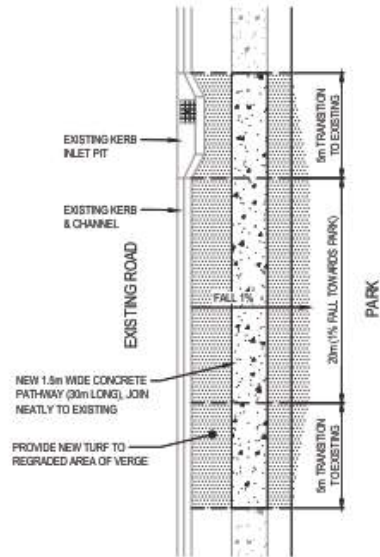 EXISTING KERB
INLET PIT
EXISTING KERB
& CHANNEL
EXISTING ROAD
FALL 1%
NEW 1.5m WIDE CONCRETE
PATHWAY (30m LONG), JOIN
NEATLY TO EXISTING
PROVIDE NEW TURF TO
REGRADED AREA OF VERGE
5m TRANSITION
TO EXISTING
20m (1% FALL TOWARDS PARK)
5m TRANSITION
TO EXISTING
PARK